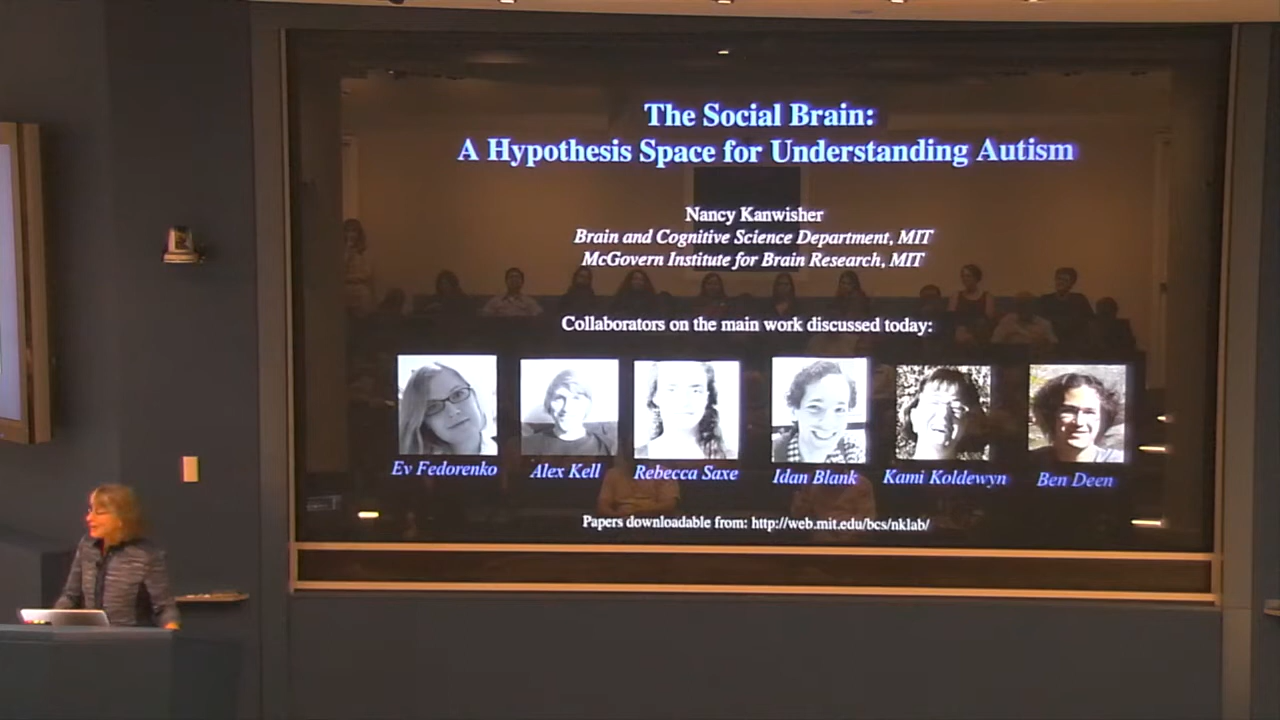 The Social Brain:
A Hypothesis Space for Understanding Autism
Nancy Kanwisher
Brain and Cognitive Science Department, MIT
McGovern Institute for Brain Research, MIT
Collaborators on the main work discussed today:
Ev Fedorenko
Alex Kell
Rebecca Saxe
Idan Blank
Kami Koldewyn
Ben Deen
Papers downloadable from: http://web.mit.edu/bcs/nklab/